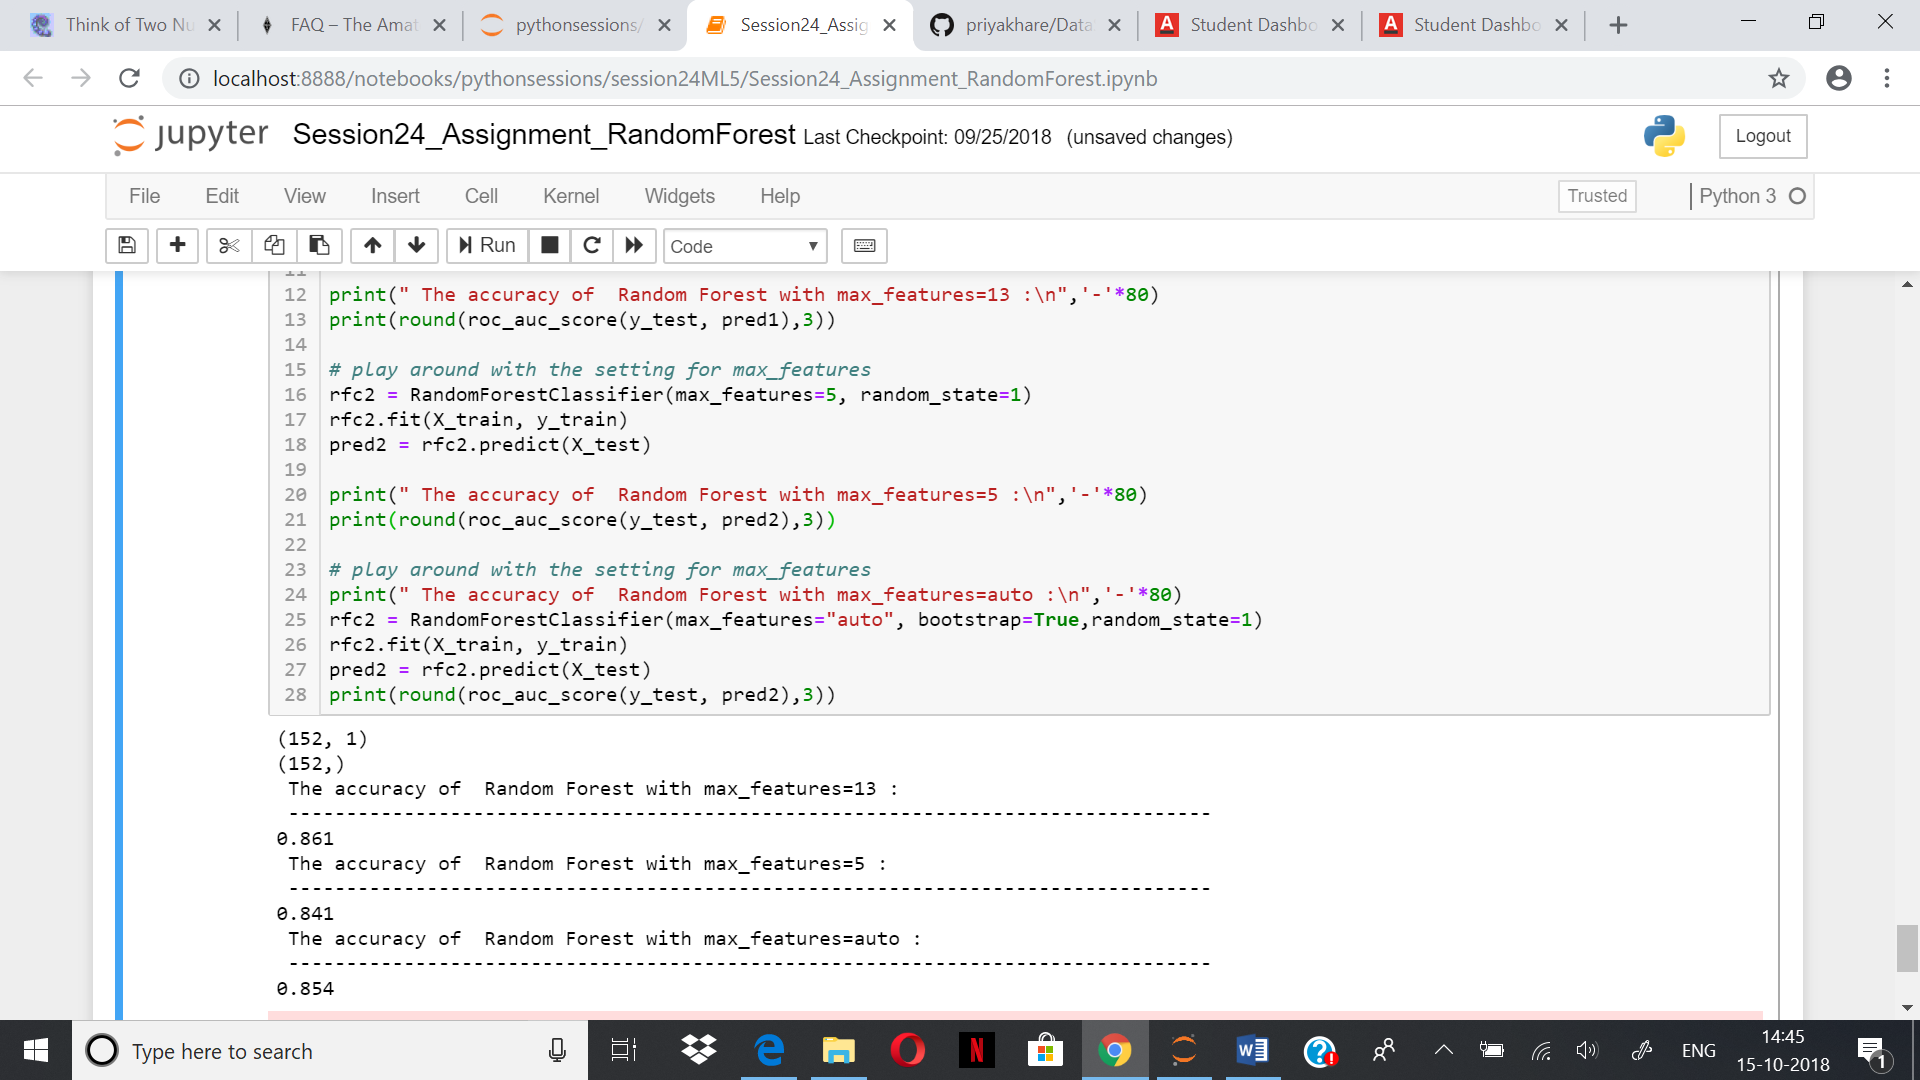 Think of Two Nu
FAQ – The Amat
pythonsessions/
Session24_Assig
priyakhare/Data
Student Dashbo
Student Dashbo
localhost:8888/notebooks/pythonsessions/session24ML5/Session24_Assignment_RandomForest.ipynb
jupyter Session24_Assignment_RandomForest Last Checkpoint: 09/25/2018 (unsaved changes)
Logout
File Edit View Insert Cell Kernel Widgets Help
Trusted
Python 3
Run
Code
11
12 print(" The accuracy of  Random Forest with max_features=13 :\n",'-'*80)
13 print(round(roc_auc_score(y_test, pred1),3))
14
15 # play around with the setting for max_features
16 rfc2 = RandomForestClassifier(max_features=5, random_state=1)
17 rfc2.fit(X_train, y_train)
18 pred2 = rfc2.predict(X_test)
19
20 print(" The accuracy of  Random Forest with max_features=5 :\n",'-'*80)
21 print(round(roc_auc_score(y_test, pred2),3))
22
23 # play around with the setting for max_features
24 print(" The accuracy of  Random Forest with max_features=auto :\n",'-'*80)
25 rfc2 = RandomForestClassifier(max_features="auto", bootstrap=True,random_state=1)
26 rfc2.fit(X_train, y_train)
27 pred2 = rfc2.predict(X_test)
28 print(round(roc_auc_score(y_test, pred2),3))
(152, 1)
(152,)
The accuracy of  Random Forest with max_features=13 :
--------------------------------------------------------------------------------
0.861
The accuracy of  Random Forest with max_features=5 :
--------------------------------------------------------------------------------
0.841
The accuracy of  Random Forest with max_features=auto :
--------------------------------------------------------------------------------
0.854
Type here to search
ENG
14:45
15-10-2018
1